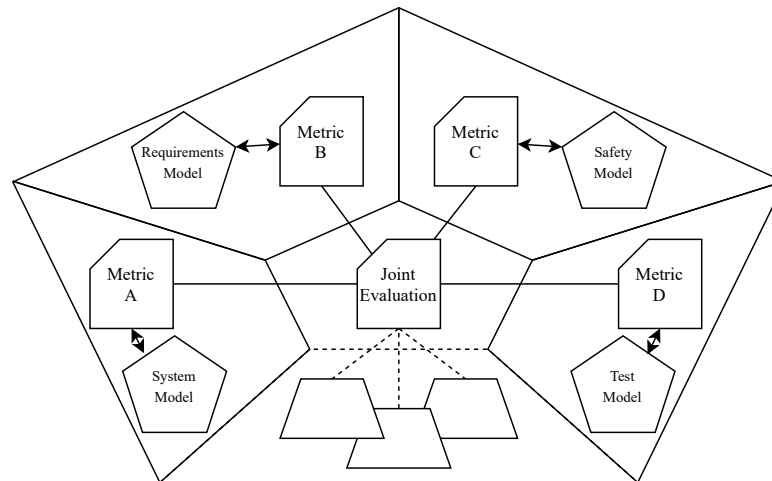 Requirements
Model
Metric
B
Metric
C
Safety
Model
Metric
A
Joint
Evaluation
Metric
D
System
Model
Test
Model